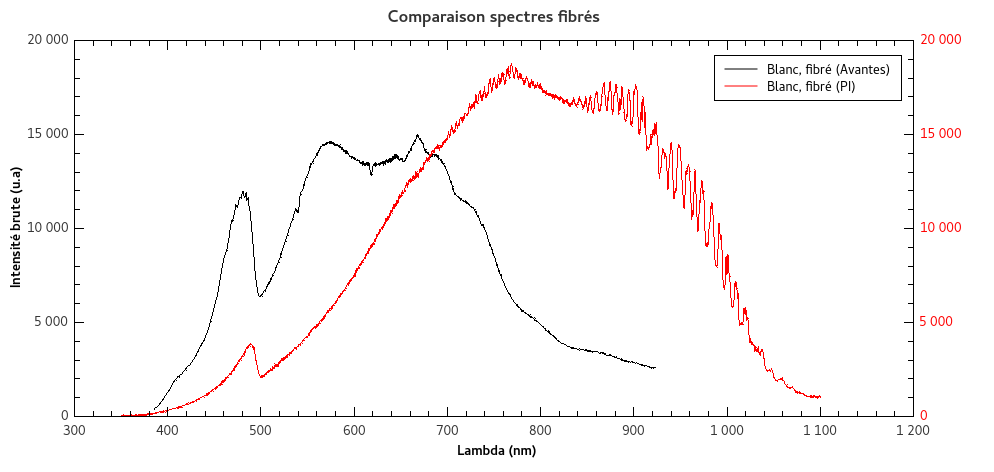 Comparaison spectres fibrés
20 000
20 000
Blanc, fibré (Avantes)
Blanc, fibré (PI)
15 000
15 000
Intensité brute (u.a)
10 000
10 000
5 000
5 000
0
0
300 400 500 600 700 800 900 1 000 1 100 1 200
Lambda (nm)